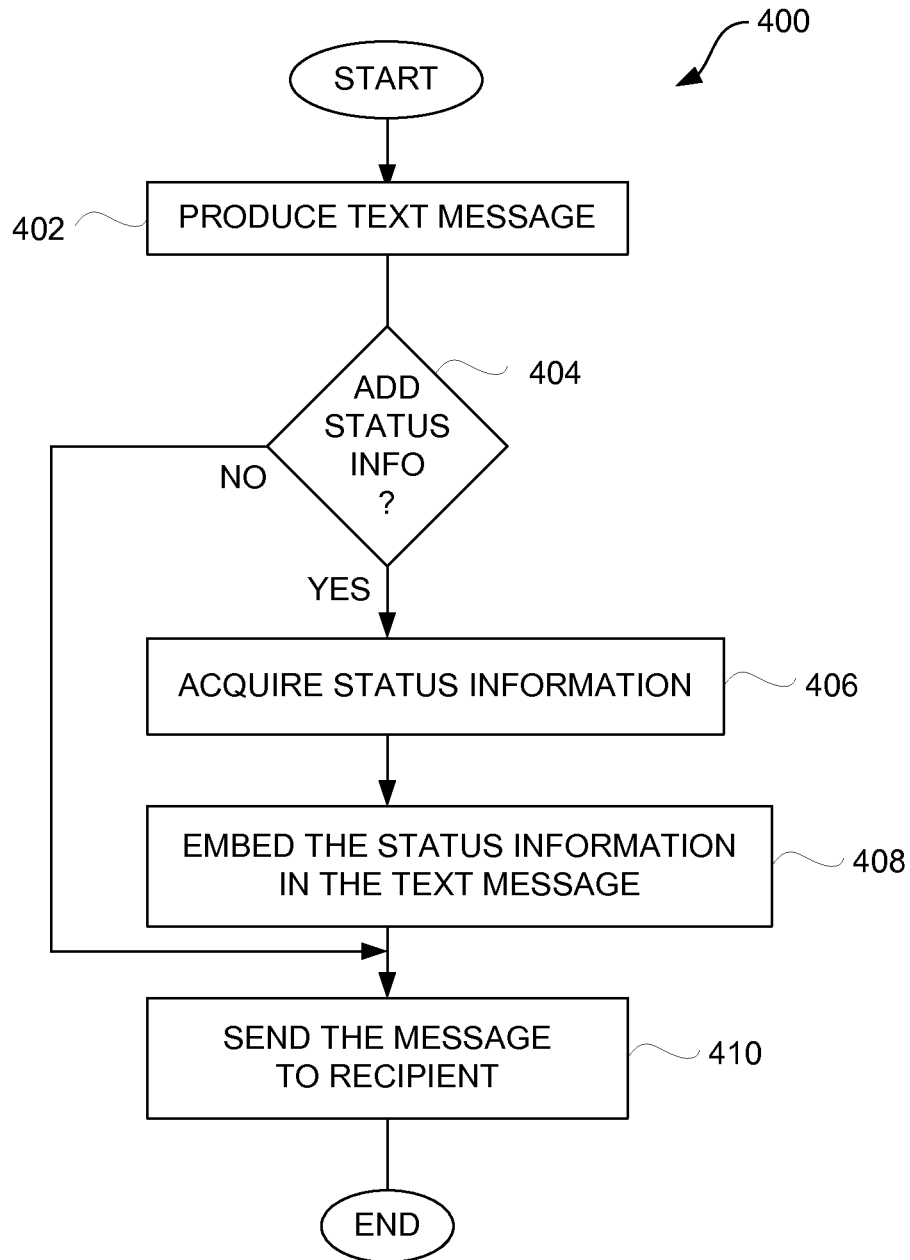 400
START
402
PRODUCE TEXT MESSAGE
404
ADD
STATUS
INFO
?
NO
YES
ACQUIRE STATUS INFORMATION
406
EMBED THE STATUS INFORMATION
IN THE TEXT MESSAGE
408
SEND THE MESSAGE
TO RECIPIENT
410
END